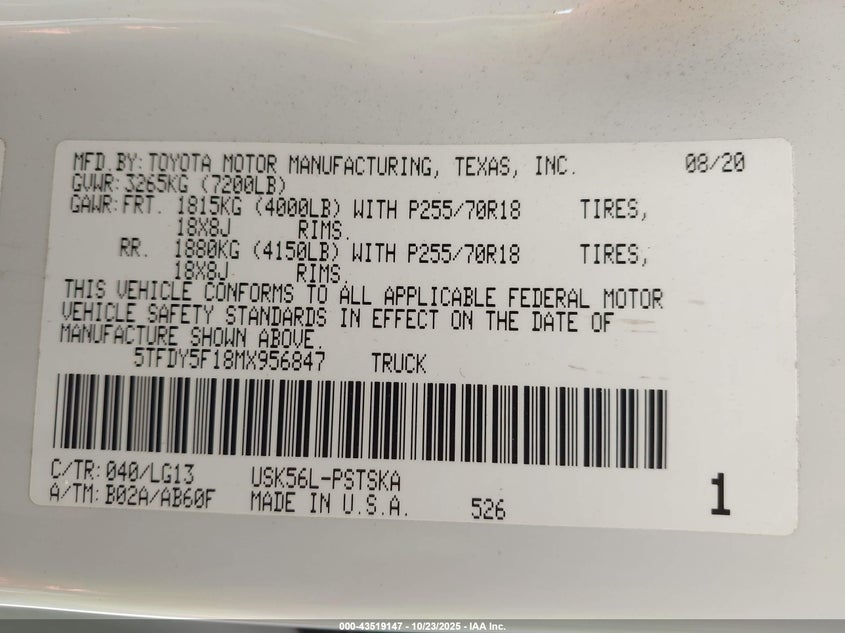 MFD.BY:TOYOTA MOTOR MANUFACTURING, TEXAS, INC. 08/20
GVWR:3265KG (7200LB)
GAWR:FRT. 1815KG (4000LB) WITH P255/70R18 TIRES,
18X8J RIMS.
RR. 1880KG (4150LB) WITH P255/70R18 TIRES,
18X8J RIMS.
THIS VEHICLE CONFORMS TO ALL APPLICABLE FEDERAL MOTOR
VEHICLE SAFETY STANDARDS IN EFFECT ON THE DATE OF
MANUFACTURE SHOWN ABOVE.
5TFDY5F18MX956847 TRUCK
C/TR:040/LG13 USK56L-PSTSKA
A/TM:B02A/AB60F MADE IN U.S.A. 526 1
000-43519147 - 10/23/2025 - IAA Inc.